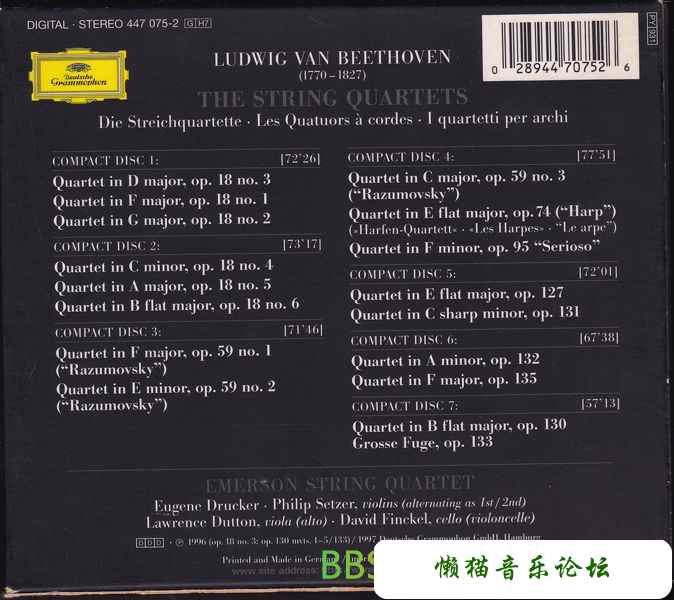 DIGITAL · STEREO 447 075-2 GH7
PY 931
Deutsche
Grammophon
LUDWIG VAN BEETHOVEN
(1770–1827)
0 28944 70752 6
THE STRING QUARTETS
Die Streichquartette · Les Quatuors à cordes · I quartetti per archi
COMPACT DISC 1: [72'26]
Quartet in D major, op. 18 no. 3
Quartet in F major, op. 18 no. 1
Quartet in G major, op. 18 no. 2
COMPACT DISC 2: [73'17]
Quartet in C minor, op. 18 no. 4
Quartet in A major, op. 18 no. 5
Quartet in B flat major, op. 18 no. 6
COMPACT DISC 3: [71'46]
Quartet in F major, op. 59 no. 1
(“Razumovsky”)
Quartet in E minor, op. 59 no. 2
(“Razumovsky”)
COMPACT DISC 4: [77'51]
Quartet in C major, op. 59 no. 3
(“Razumovsky”)
Quartet in E flat major, op. 74 (“Harp”)
(«Harfen-Quartett« · «Les Harpes» · “Le arpe”)
Quartet in F minor, op. 95 “Serioso”
COMPACT DISC 5: [72'01]
Quartet in E flat major, op. 127
Quartet in C sharp minor, op. 131
COMPACT DISC 6: [67'38]
Quartet in A minor, op. 132
Quartet in F major, op. 135
COMPACT DISC 7: [57'13]
Quartet in B flat major, op. 130
Grosse Fuge, op. 133
EMERSON STRING QUARTET
Eugene Drucker · Philip Setzer, violins (alternating as 1st/2nd)
Lawrence Dutton, viola (alto) · David Finckel, cello (violoncelle)
DDD · ℗ 1996 (op. 18 no. 3; op. 130 mvts. 1–5/133) / 1997 Deutsche Grammophon GmbH, Hamburg
Printed and Made in Germany
www site address:
BBS
懒猫音乐论坛